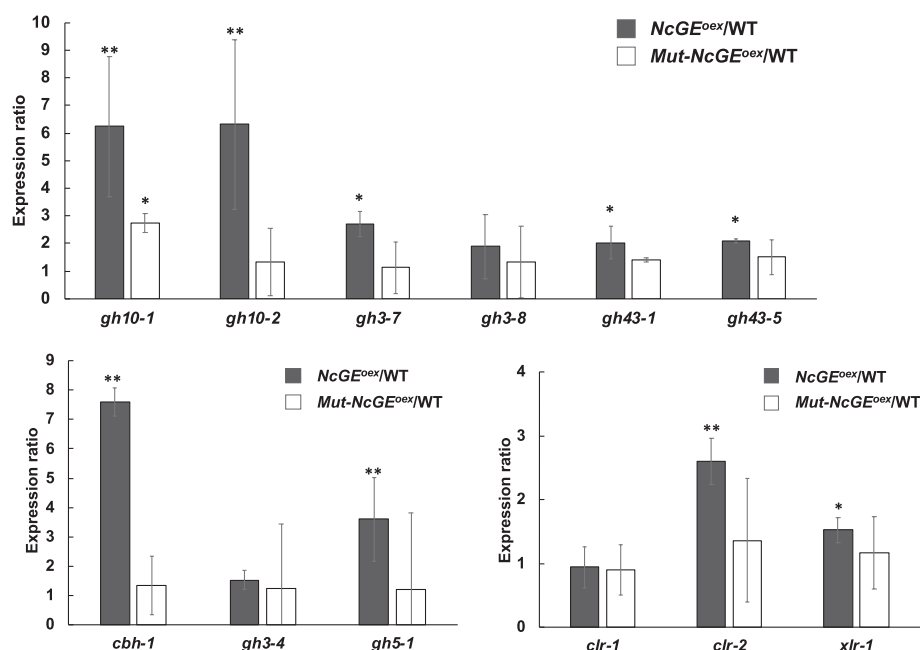 Expression ratio
10
9
8
7
6
5
4
3
2
1
0
** ** * * * *
NcGE^oex/WT
Mut-NcGE^oex/WT
gh10-1 gh10-2 gh3-7 gh3-8 gh43-1 gh43-5
Expression ratio
9
8
7
6
5
4
3
2
1
0
** **
NcGE^oex/WT
Mut-NcGE^oex/WT
cbh-1 gh3-4 gh5-1
Expression ratio
4
3
2
1
0
** *
NcGE^oex/WT
Mut-NcGE^oex/WT
clr-1 clr-2 xlr-1